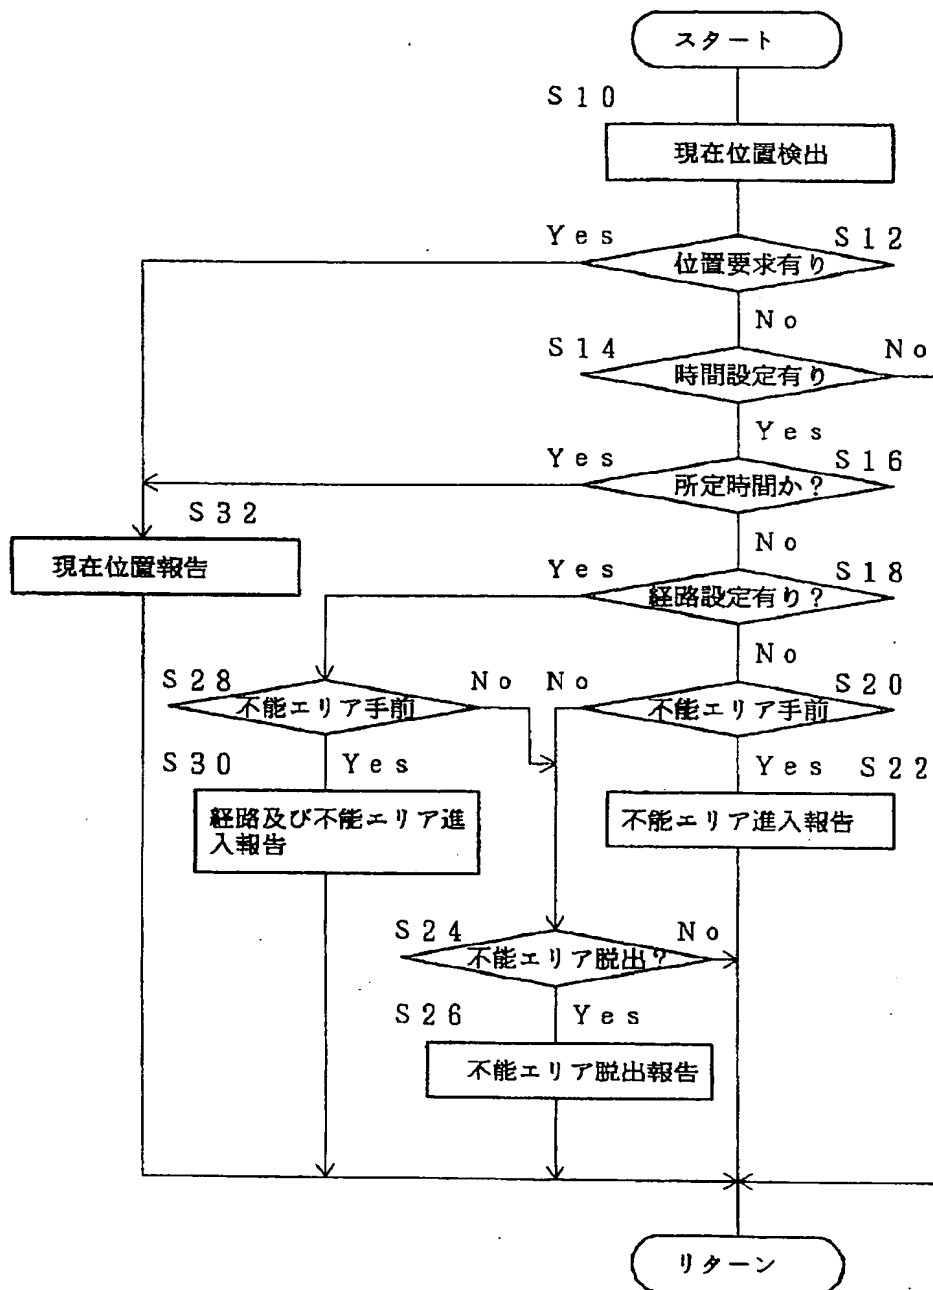 スタート
S10
現在位置検出
Yes
S12
位置要求有り
No
S14
No
時間設定有り
Yes
Yes
S16
所定時間か?
S32
No
現在位置報告
Yes
S18
経路設定有り?
No
S28
No
No
S20
不能エリア手前
不能エリア手前
S30
Yes
Yes
S22
経路及び不能エリア進
入報告
不能エリア進入報告
S24
No
不能エリア脱出?
S26
Yes
不能エリア脱出報告
リターン